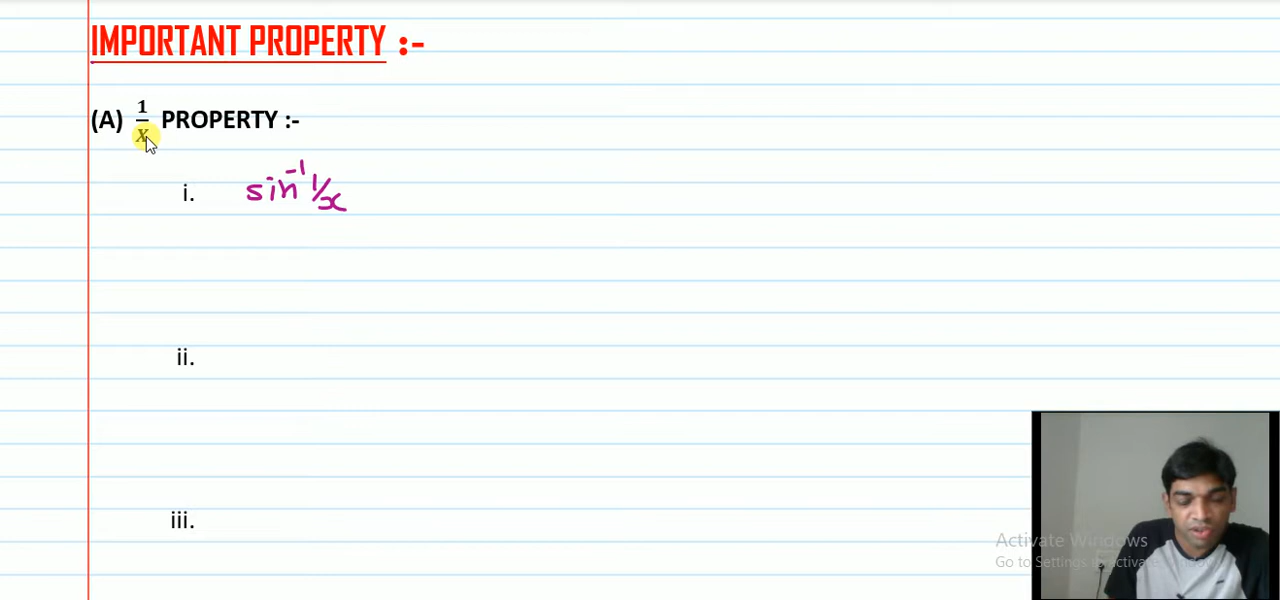 IMPORTANT PROPERTY :-
(A) 1/X PROPERTY :-
i. sin⁻¹ 1/x
ii.
iii.
Activate Windows
Go to Settings to activate Windows.